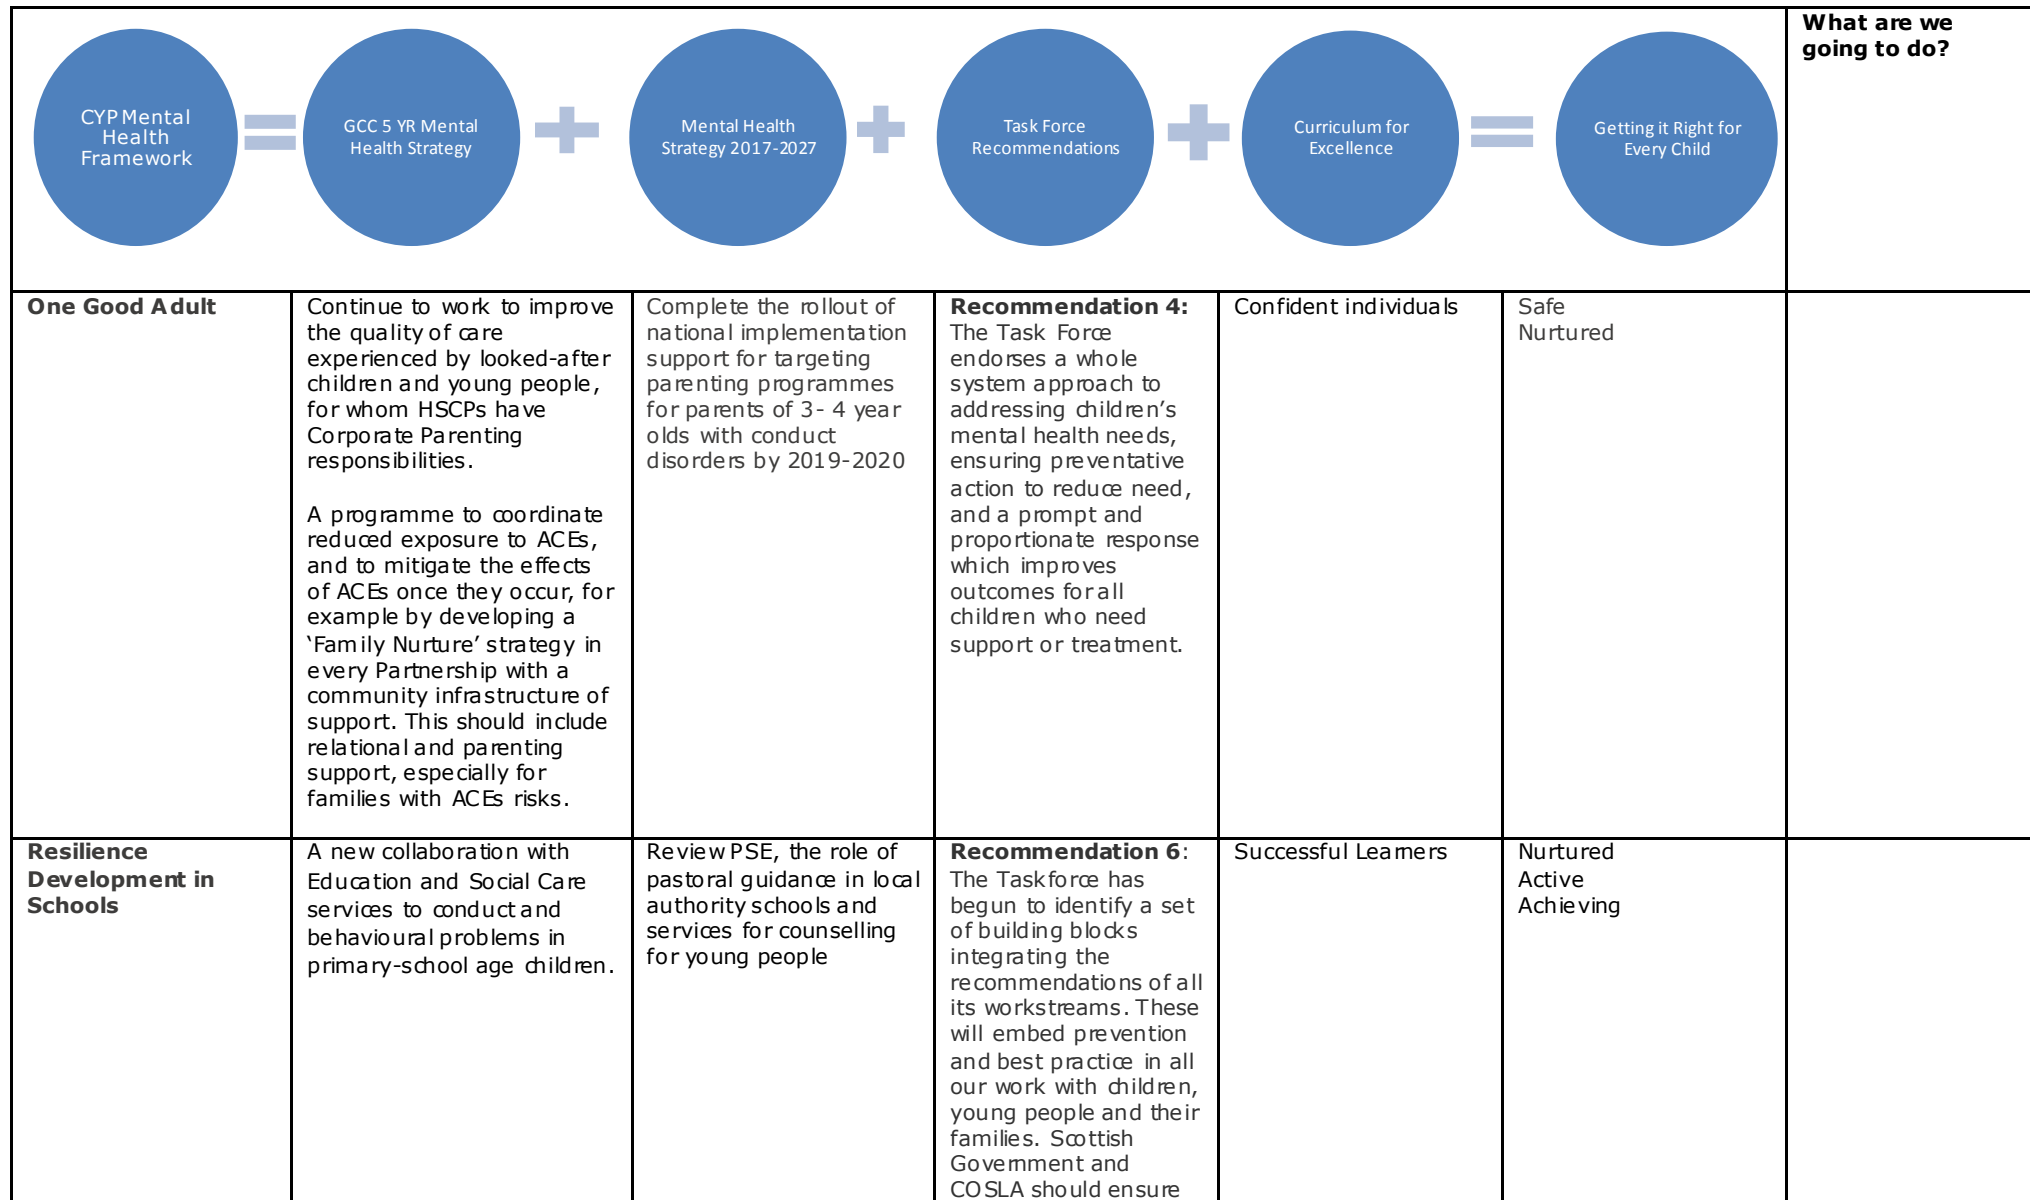 CYP Mental
Health
Framework
GCC 5 YR Mental
Health Strategy
Mental Health
Strategy 2017-2027
Task Force
Recommendations
Curriculum for
Excellence
Getting it Right for
Every Child
What are we
going to do?
One Good Adult
Continue to work to improve
the quality of care
experienced by looked-after
children and young people,
for whom HSCPs have
Corporate Parenting
responsibilities.
A programme to coordinate
reduced exposure to ACEs,
and to mitigate the effects
of ACEs once they occur, for
example by developing a
‘Family Nurture’ strategy in
every Partnership with a
community infrastructure of
support. This should include
relational and parenting
support, especially for
families with ACEs risks.
Complete the rollout of
national implementation
support for targeting
parenting programmes
for parents of 3- 4 year
olds with conduct
disorders by 2019-2020
Recommendation 4:
The Task Force
endorses a whole
system approach to
addressing children’s
mental health needs,
ensuring preventative
action to reduce need,
and a prompt and
proportionate response
which improves
outcomes for all
children who need
support or treatment.
Confident individuals
Safe
Nurtured
Resilience
Development in
Schools
A new collaboration with
Education and Social Care
services to conduct and
behavioural problems in
primary-school age children.
Review PSE, the role of
pastoral guidance in local
authority schools and
services for counselling
for young people
Recommendation 6:
The Taskforce has
begun to identify a set
of building blocks
integrating the
recommendations of all
its workstreams. These
will embed prevention
and best practice in all
our work with children,
young people and their
families. Scottish
Government and
COSLA should ensure
Successful Learners
Nurtured
Active
Achieving